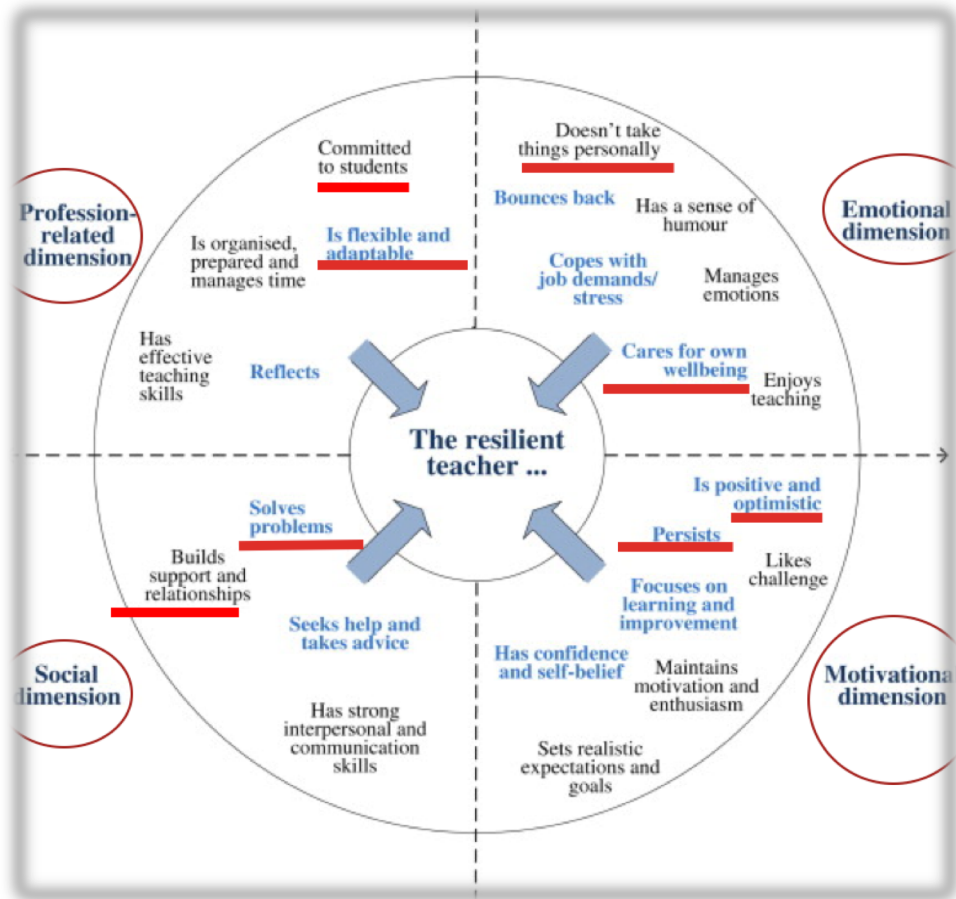 Profession-
related
dimension
Committed
to students
Is organised,
prepared and
manages time
Is flexible and
adaptable
Has
effective
teaching
skills
Reflects
Doesn't take
things personally
Bounces back
Has a sense of
humour
Copes with
job demands/
stress
Manages
emotions
Cares for own
wellbeing
Enjoys
teaching
Emotional
dimension
The resilient
teacher ...
Solves
problems
Builds
support and
relationships
Seeks help and
takes advice
Has strong
interpersonal and
communication
skills
Social
dimension
Is positive and
optimistic
Persists
Likes
challenge
Focuses on
learning and
improvement
Has confidence
and self-belief
Maintains
motivation and
enthusiasm
Sets realistic
expectations and
goals
Motivational
dimension